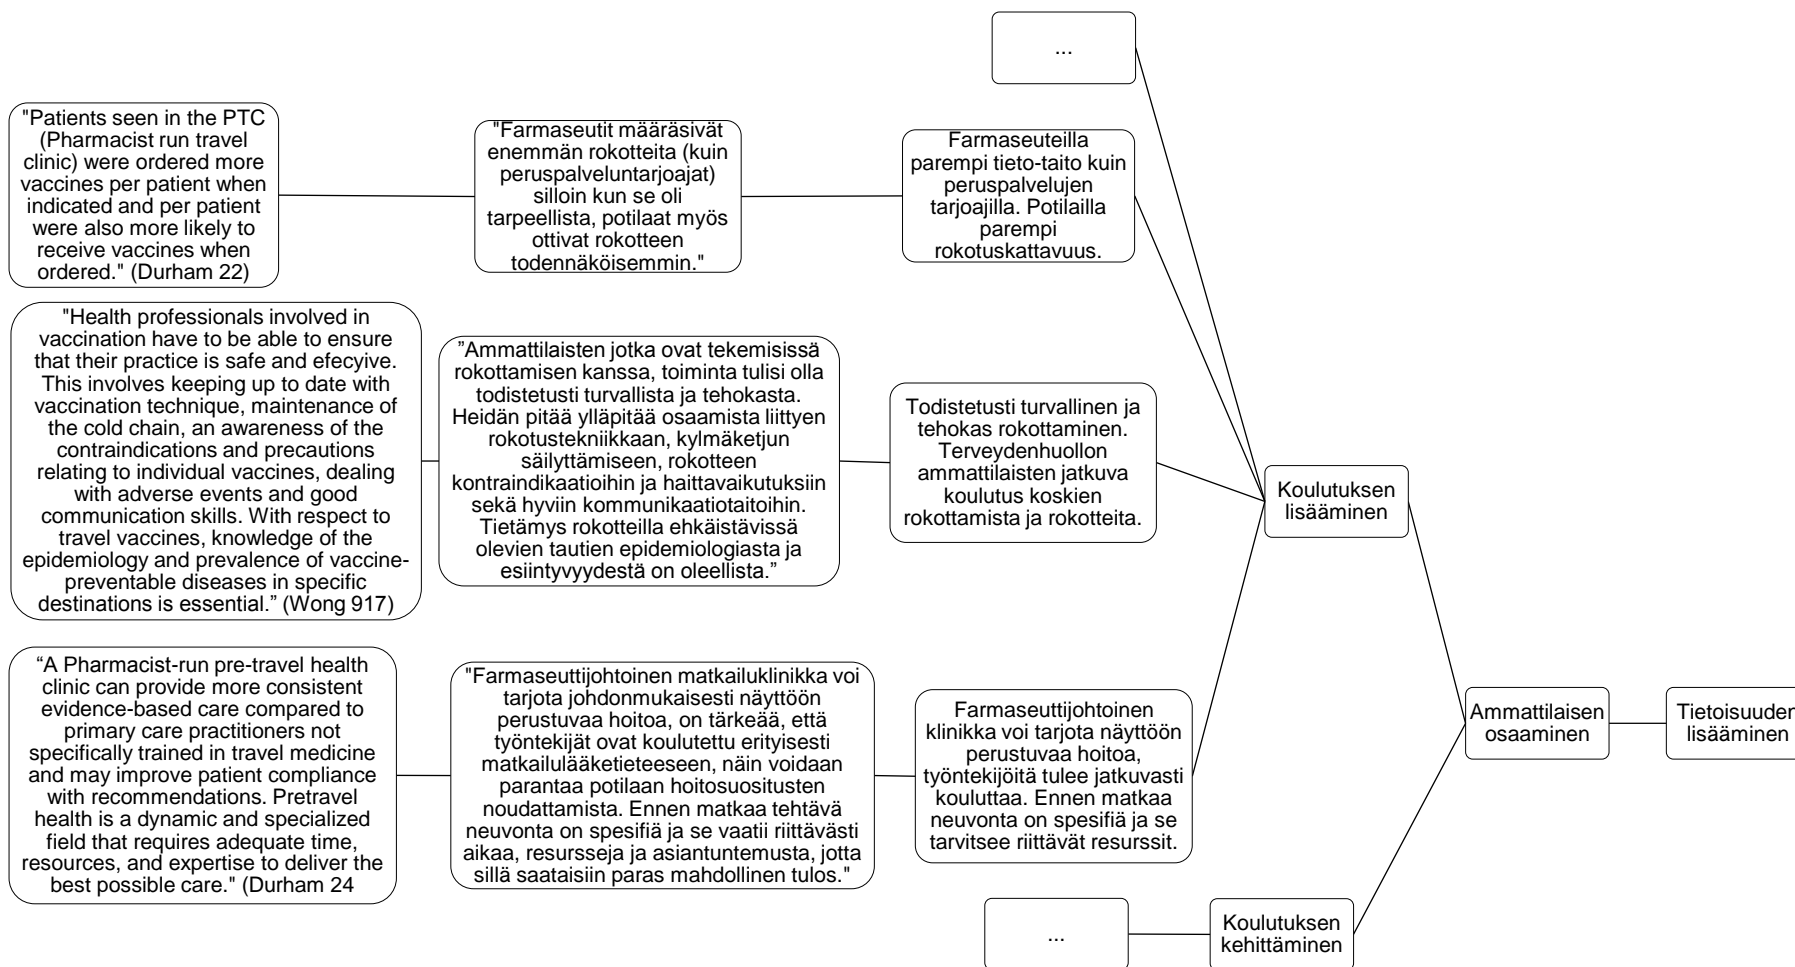 ...
"Patients seen in the PTC
(Pharmacist run travel
clinic) were ordered more
vaccines per patient when
indicated and per patient
were also more likely to
receive vaccines when
ordered." (Durham 22)
"Farmaseutit määräsivät
enemmän rokotteita (kuin
peruspalveluntarjoajat)
silloin kun se oli
tarpeellista, potilaat myös
ottivat rokotteen
todennäköisemmin."
Farmaseuteilla
parempi tieto-taito kuin
peruspalvelujen
tarjoajilla. Potilailla
parempi
rokotuskattavuus.
"Health professionals involved in
vaccination have to be able to ensure
that their practice is safe and efecyive.
This involves keeping up to date with
vaccination technique, maintenance of
the cold chain, an awareness of the
contraindications and precautions
relating to individual vaccines, dealing
with adverse events and good
communication skills. With respect to
travel vaccines, knowledge of the
epidemiology and prevalence of vaccine-
preventable diseases in specific
destinations is essential.” (Wong 917)
”Ammattilaisten jotka ovat tekemisissä
rokottamisen kanssa, toiminta tulisi olla
todistetusti turvallista ja tehokasta.
Heidän pitää ylläpitää osaamista liittyen
rokotustekniikkaan, kylmäketjun
säilyttämiseen, rokotteen
kontraindikaatioihin ja haittavaikutuksiin
sekä hyviin kommunikaatiotaitoihin.
Tietämys rokotteilla ehkäistävissä
olevien tautien epidemiologiasta ja
esiintyvyydestä on oleellista.”
Todistetusti turvallinen ja
tehokas rokottaminen.
Terveydenhuollon
ammattilaisten jatkuva
koulutus koskien
rokottamista ja rokotteita.
Koulutuksen
lisääminen
“A Pharmacist-run pre-travel health
clinic can provide more consistent
evidence-based care compared to
primary care practitioners not
specifically trained in travel medicine
and may improve patient compliance
with recommendations. Pretravel
health is a dynamic and specialized
field that requires adequate time,
resources, and expertise to deliver the
best possible care." (Durham 24
"Farmaseuttijohtoinen matkailuklinikka voi
tarjota johdonmukaisesti näyttöön
perustuvaa hoitoa, on tärkeää, että
työntekijät ovat koulutettu erityisesti
matkailulääketieteeseen, näin voidaan
parantaa potilaan hoitosuositusten
noudattamista. Ennen matkaa tehtävä
neuvonta on spesifiä ja se vaatii riittävästi
aikaa, resursseja ja asiantuntemusta, jotta
sillä saataisiin paras mahdollinen tulos."
Farmaseuttijohtoinen
klinikka voi tarjota näyttöön
perustuvaa hoitoa,
työntekijöitä tulee jatkuvasti
kouluttaa. Ennen matkaa
neuvonta on spesifiä ja se
tarvitsee riittävät resurssit.
Ammattilaisen
osaaminen
Tietoisuuden
lisääminen
...
Koulutuksen
kehittäminen